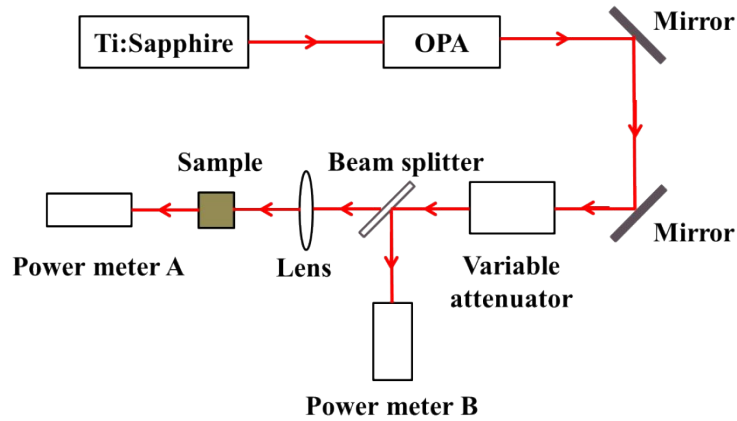 Ti:Sapphire
OPA
Mirror
Sample
Beam splitter
Mirror
Power meter A
Lens
Variable
attenuator
Power meter B